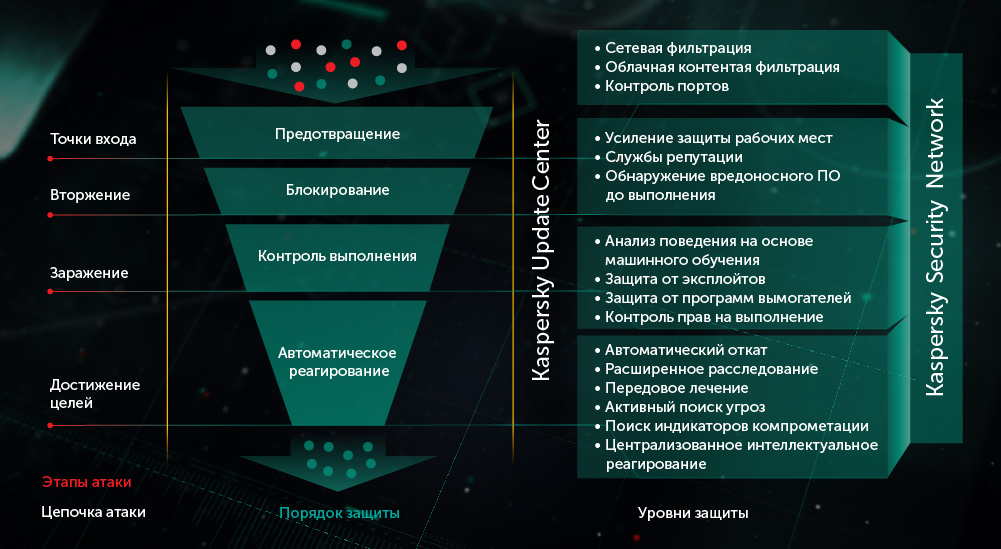 Точки входа
Вторжение
Заражение
Достижение
целей
Этапы атаки
Цепочка атаки
Предотвращение
Блокирование
Контроль выполнения
Автоматическое
реагирование
Порядок защиты
Kaspersky Update Center
• Сетевая фильтрация
• Облачная контентая фильтрация
• Контроль портов
• Усиление защиты рабочих мест
• Службы репутации
• Обнаружение вредоносного ПО
до выполнения
• Анализ поведения на основе
машинного обучения
• Защита от эксплойтов
• Защита от программ вымогателей
• Контроль прав на выполнение
• Автоматический откат
• Расширенное расследование
• Передовое лечение
• Активный поиск угроз
• Поиск индикаторов компрометации
• Централизованное интеллектуальное
реагирование
Уровни защиты
Kaspersky Security Network